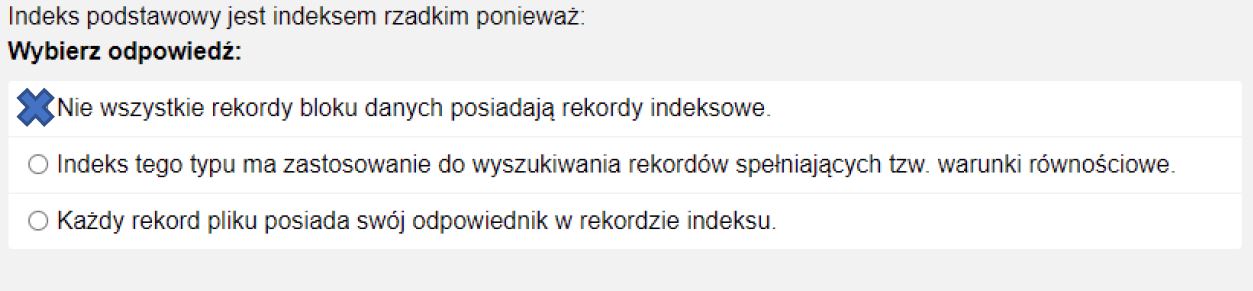 Indeks podstawowy jest indeksem rzadkim ponieważ:
Wybierz odpowiedź:
Nie wszystkie rekordy bloku danych posiadają rekordy indeksowe.
Indeks tego typu ma zastosowanie do wyszukiwania rekordów spełniających tzw. warunki równościowe.
Każdy rekord pliku posiada swój odpowiednik w rekordzie indeksu.